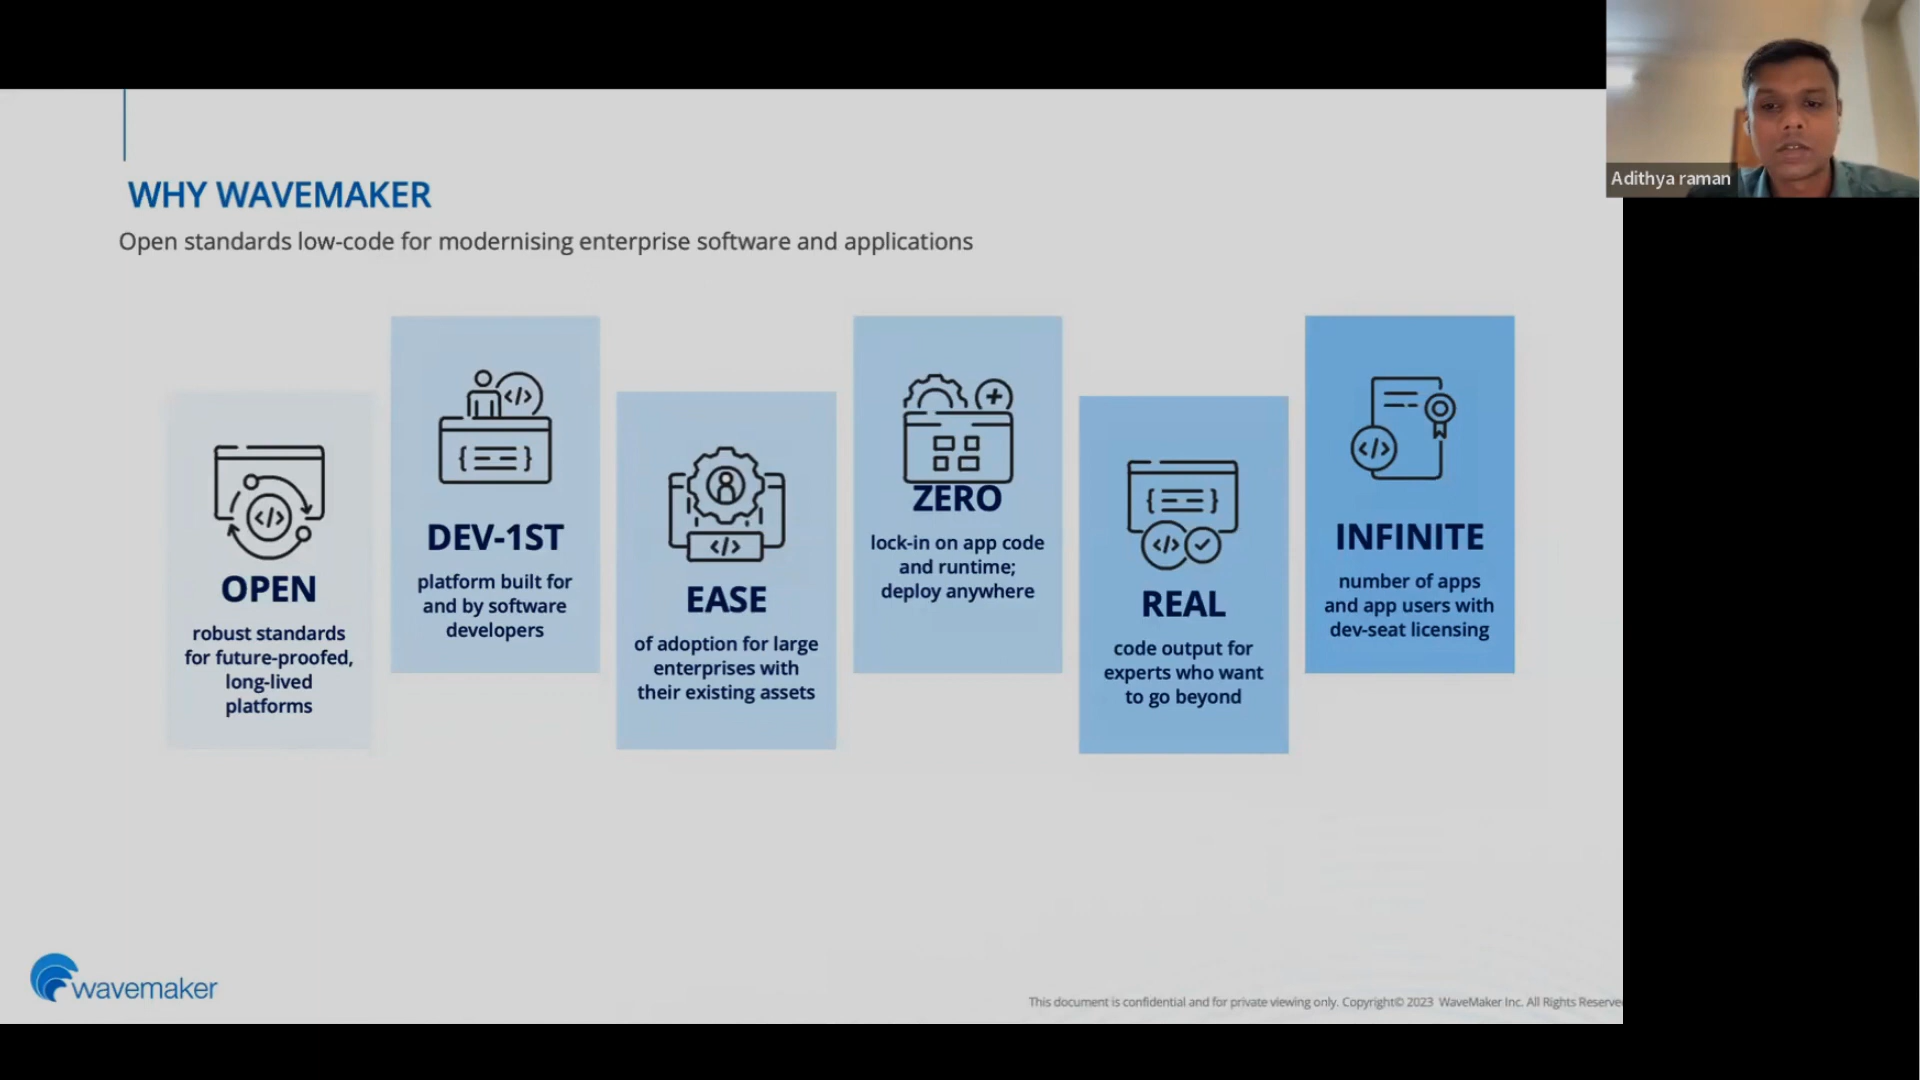 Adithya raman
WHY WAVEMAKER
Open standards low-code for modernising enterprise software and applications
OPEN
robust standards
for future-proofed,
long-lived
platforms
DEV-1ST
platform built for
and by software
developers
EASE
of adoption for large
enterprises with
their existing assets
ZERO
lock-in on app code
and runtime;
deploy anywhere
REAL
code output for
experts who want
to go beyond
INFINITE
number of apps
and app users with
dev-seat licensing
wavemaker
This document is confidential and for private viewing only. Copyright© 2023 WaveMaker Inc. All Rights Reserve